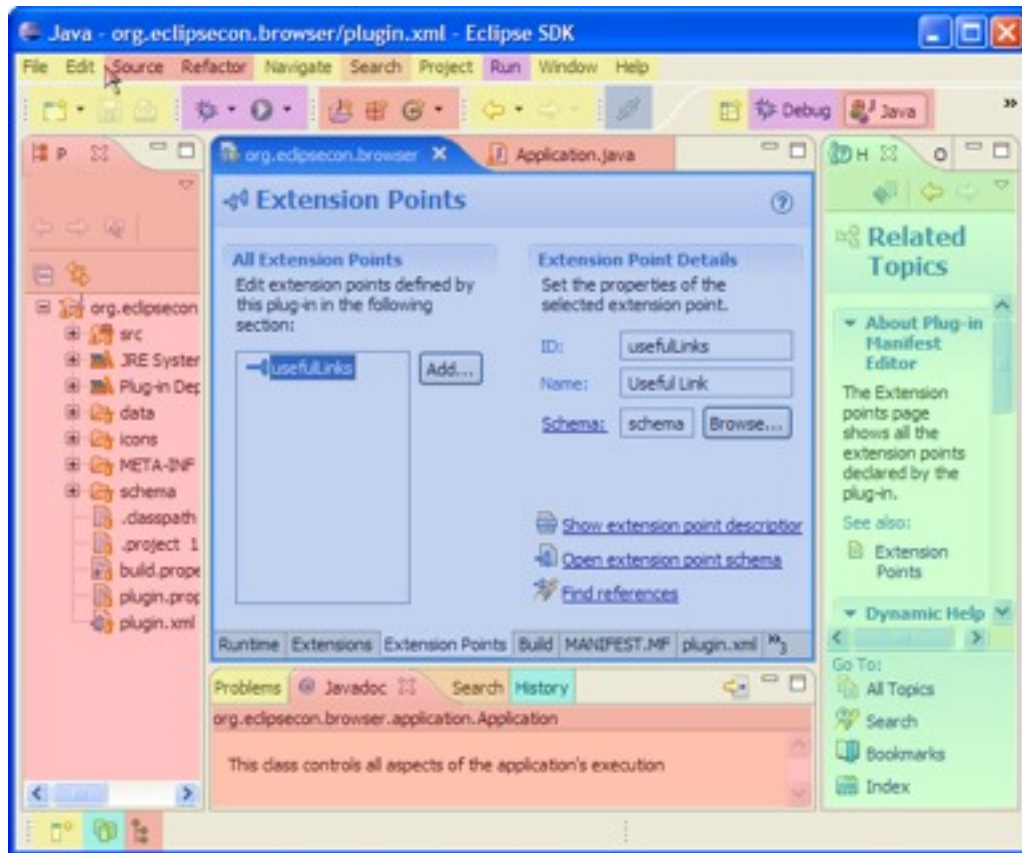 Java - org.eclipsecon.browser/plugin.xml - Eclipse SDK
File Edit Source Refactor Navigate Search Project Run Window Help
Debug Java
P
org.eclipsecon.browser Application.java
H O
Extension Points
All Extension Points
Edit extension points defined by
this plug-in in the following
section:
usefulLinks
Add...
Extension Point Details
Set the properties of the
selected extension point.
ID: usefulLinks
Name: Useful Link
Schema: schema Browse...
Show extension point descriptior
Open extension point schema
Find references
Runtime Extensions Extension Points Build MANIFEST.MF plugin.xml »3
org.eclipsecon
src
JRE Syster
Plug-in Dep
data
icons
META-INF
schema
.classpath
.project 1
build.prope
plugin.prop
plugin.xml
Related
Topics
About Plug-in
Manifest
Editor
The Extension
points page
shows all the
extension points
declared by the
plug-in.
See also:
Extension
Points
Dynamic Help
Go To:
All Topics
Search
Bookmarks
Index
Problems @ Javadoc Search History
org.eclipsecon.browser.application.Application
This class controls all aspects of the application's execution